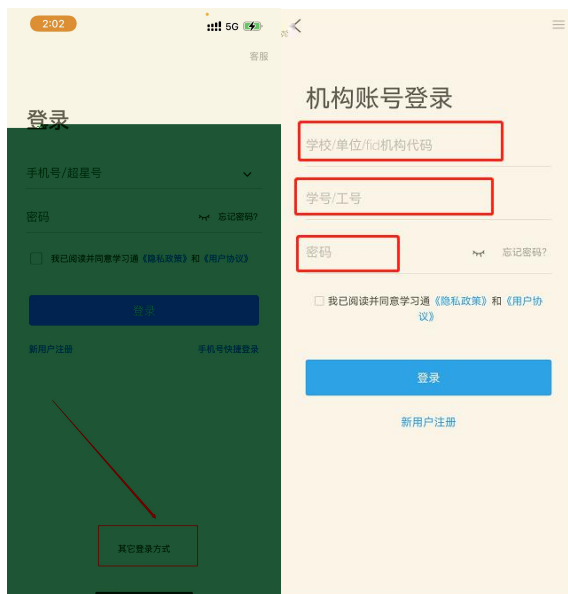 2:02
5G
客服
登录
手机号/超星号
密码
忘记密码?
我已阅读并同意学习通《隐私政策》和《用户协议》
登录
新用户注册
手机号快捷登录
其它登录方式
机构账号登录
学校/单位/fid机构代码
学号/工号
密码
忘记密码?
我已阅读并同意学习通《隐私政策》和《用户协
议》
登录
新用户注册